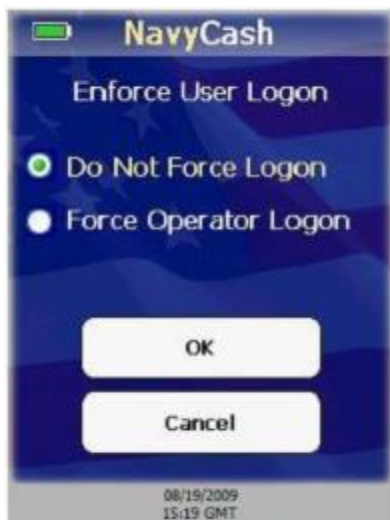 NavyCash
Enforce User Logon
Do Not Force Logon
Force Operator Logon
OK
Cancel
08/19/2009
15:19 GMT